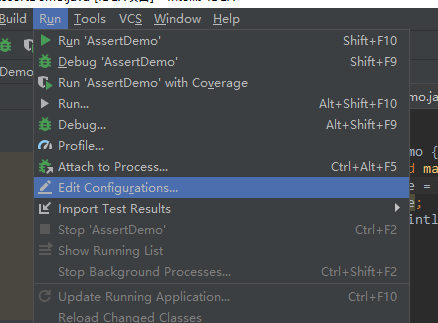 Build Run Tools VCS Window Help
Run 'AssertDemo' Shift+F10
Debug 'AssertDemo' Shift+F9
Run 'AssertDemo' with Coverage
Run... Alt+Shift+F10
Debug... Alt+Shift+F9
Profile...
Attach to Process... Ctrl+Alt+F5
Edit Configurations...
Import Test Results
Stop 'AssertDemo' Ctrl+F2
Show Running List
Stop Background Processes... Ctrl+Shift+F2
Update Running Application... Ctrl+F10
Reload Changed Classes
Demo
mo.ja
mo {
d ma
e =
e;
intl